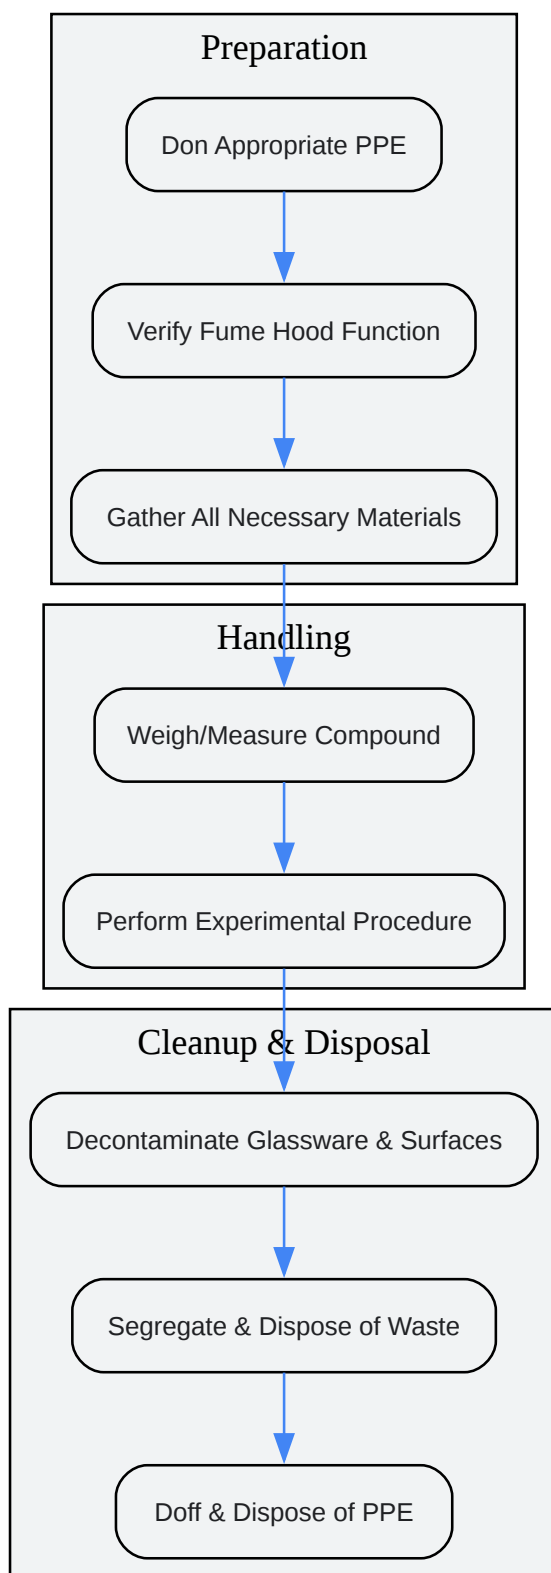 Preparation
Don Appropriate PPE
Verify Fume Hood Function
Gather All Necessary Materials
Handling
Weigh/Measure Compound
Perform Experimental Procedure
Cleanup & Disposal
Decontaminate Glassware & Surfaces
Segregate & Dispose of Waste
Doff & Dispose of PPE